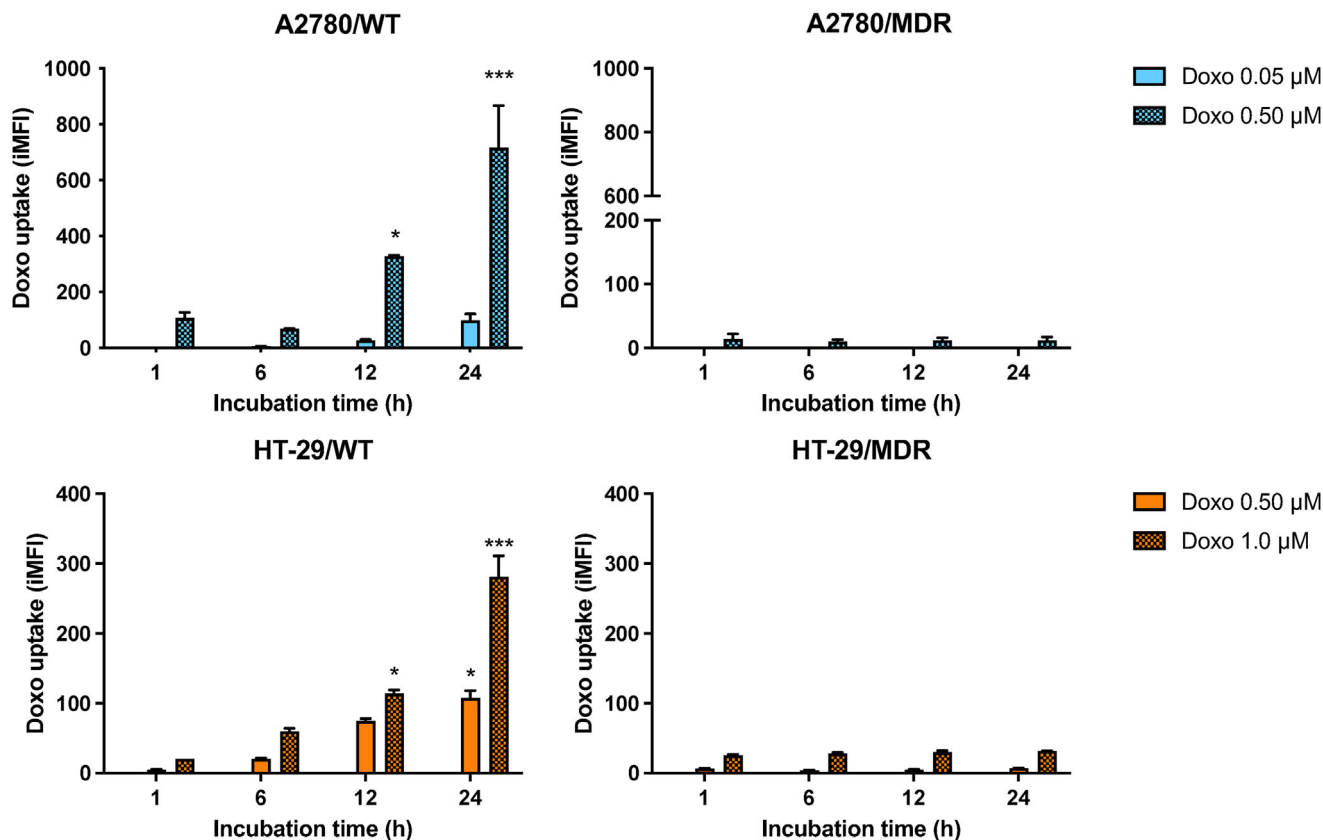 A2780/WT
A2780/MDR
Doxo 0.05 µM
Doxo 0.50 µM
Doxo uptake (iMFI)
1000
800
600
400
200
0
***
*
1 6 12 24
Incubation time (h)
Doxo uptake (iMFI)
1000
800
600
200
100
0
1 6 12 24
Incubation time (h)
HT-29/WT
HT-29/MDR
Doxo 0.50 µM
Doxo 1.0 µM
Doxo uptake (iMFI)
400
300
200
100
0
***
* *
1 6 12 24
Incubation time (h)
Doxo uptake (iMFI)
400
300
200
100
0
1 6 12 24
Incubation time (h)